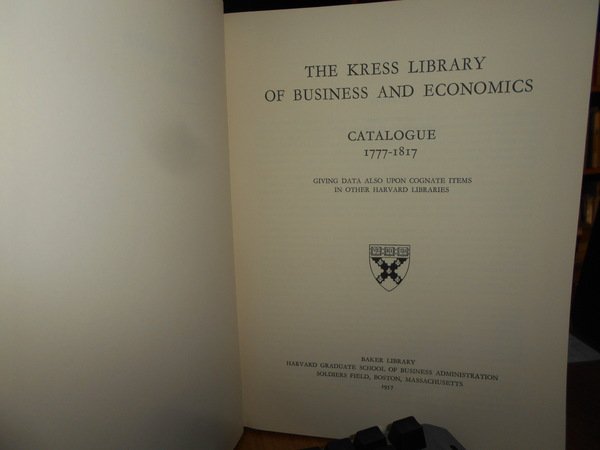 THE KRESS LIBRARY
OF BUSINESS AND ECONOMICS
CATALOGUE
1777-1817
GIVING DATA ALSO UPON COGNATE ITEMS
IN OTHER HARVARD LIBRARIES
BAKER LIBRARY
HARVARD GRADUATE SCHOOL OF BUSINESS ADMINISTRATION
SOLDIERS FIELD, BOSTON, MASSACHUSETTS
1957